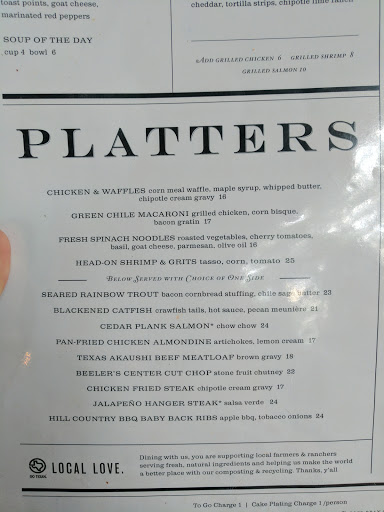 toast points, goat cheese,
marinated red peppers
SOUP OF THE DAY
cup 4 bowl 6
cheddar, tortilla strips, chipotle lime ranch
ADD GRILLED CHICKEN 6 GRILLED SHRIMP 8
GRILLED SALMON 10
PLATTERS
CHICKEN & WAFFLES corn meal waffle, maple syrup, whipped butter,
chipotle cream gravy 16
GREEN CHILE MACARONI grilled chicken, corn bisque,
bacon gratin 17
FRESH SPINACH NOODLES roasted vegetables, cherry tomatoes,
basil, goat cheese, parmesan, olive oil 16
HEAD-ON SHRIMP & GRITS tasso, corn, tomato 25
BELOW SERVED WITH CHOICE OF ONE SIDE
SEARED RAINBOW TROUT bacon cornbread stuffing, chile sage butter 23
BLACKENED CATFISH crawfish tails, hot sauce, pecan meunière 21
CEDAR PLANK SALMON* chow chow 24
PAN-FRIED CHICKEN ALMONDINE artichokes, lemon cream 17
TEXAS AKAUSHI BEEF MEATLOAF brown gravy 18
BEELER'S CENTER CUT CHOP stone fruit chutney 22
CHICKEN FRIED STEAK chipotle cream gravy 17
JALAPEÑO HANGER STEAK* salsa verde 24
HILL COUNTRY BBQ BABY BACK RIBS apple bbq, tobacco onions 24
GO TEXAN.
LOCAL LOVE.
Dining with us, you are supporting local farmers & ranchers
serving fresh, natural ingredients and helping us make the world
a better place with our composting & recycling. Thanks, y'all.
To Go Charge 1 | Cake Plating Charge 1/person